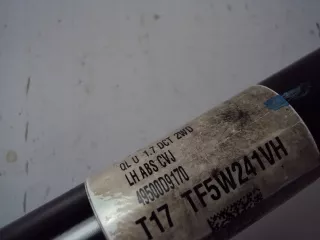 QL U 1.7 DCT 2WD
LH ABS CVJ
49500D9170
T17 TF5W241VH